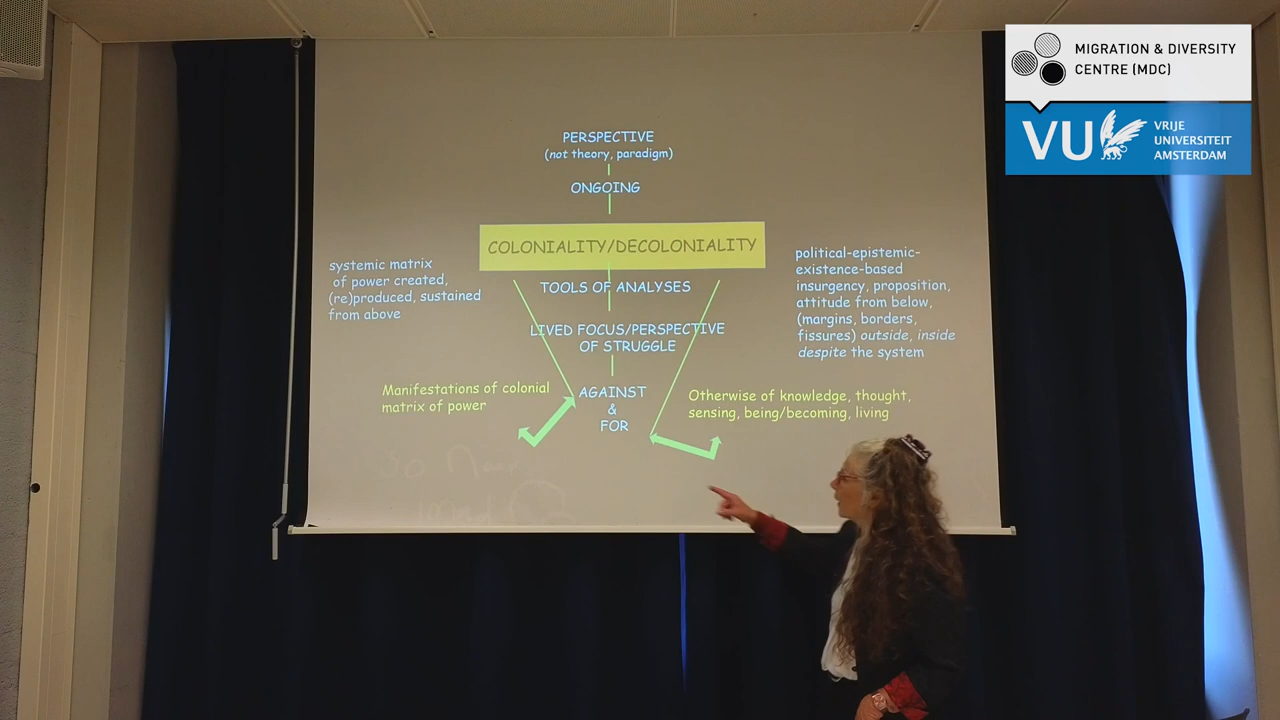 MIGRATION & DIVERSITY
CENTRE (MDC)
VU
VRIJE
UNIVERSITEIT
AMSTERDAM
PERSPECTIVE
(not theory, paradigm)
ONGOING
COLONIALITY/DECOLONIALITY
systemic matrix
of power created,
(re)produced, sustained
from above
TOOLS OF ANALYSES
LIVED FOCUS/PERSPECTIVE
OF STRUGGLE
political-epistemic-
existence-based
insurgency, proposition,
attitude from below,
(margins, borders,
fissures) outside, inside
despite the system
Manifestations of colonial
matrix of power
AGAINST
&
FOR
Otherwise of knowledge, thought,
sensing, being/becoming, living
So